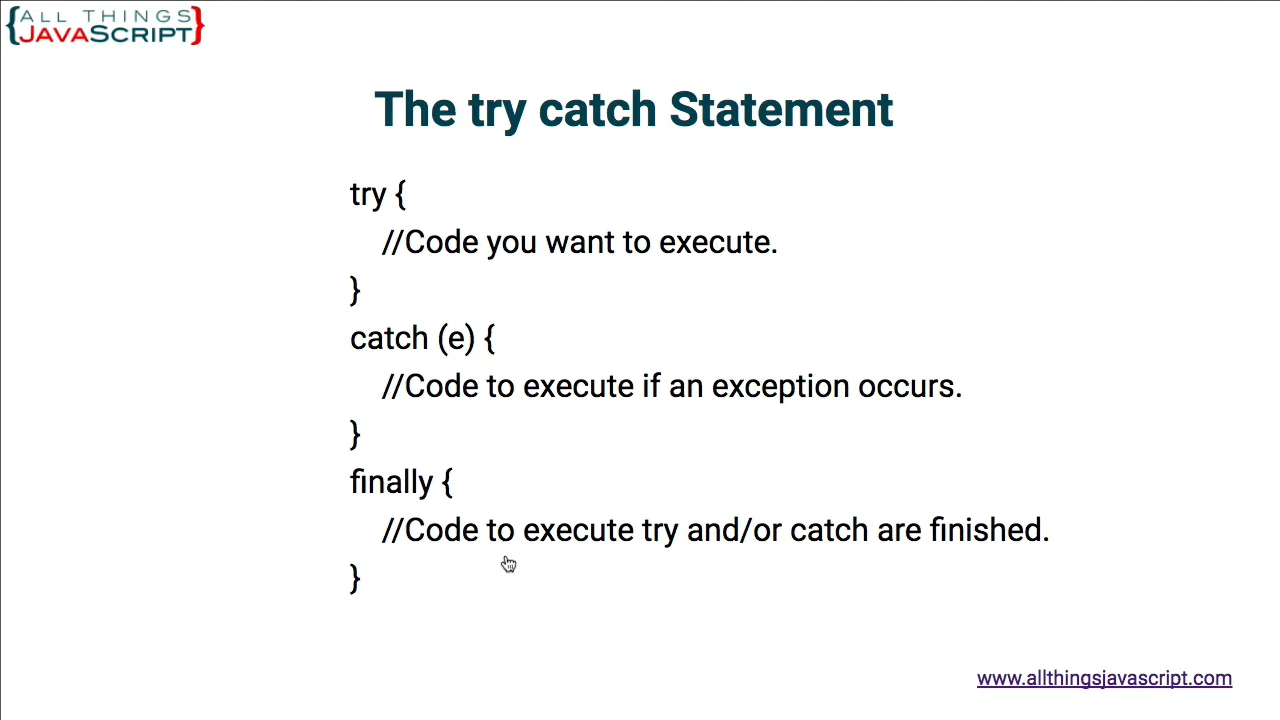 {ALL THINGS
JAVASCRIPT}
The try catch Statement
try {
//Code you want to execute.
}
catch (e) {
//Code to execute if an exception occurs.
}
finally {
//Code to execute try and/or catch are finished.
}
www.allthingsjavascript.com